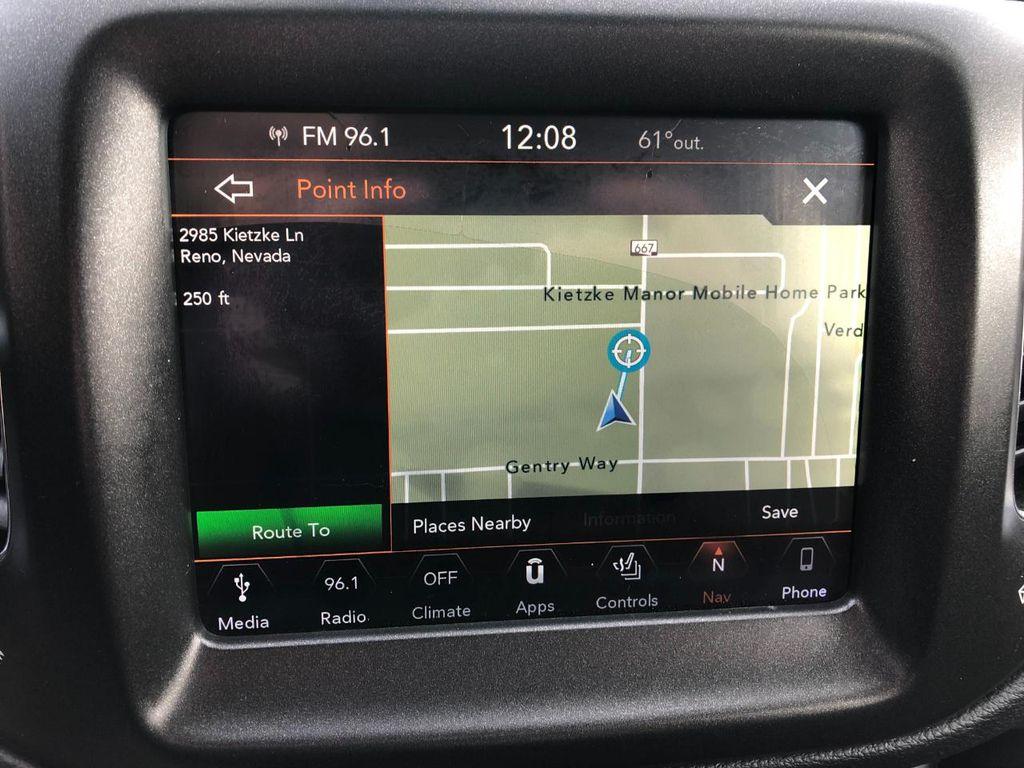 FM 96.1 12:08 61°out.
Point Info
2985 Kietzke Ln
Reno, Nevada
250 ft
667
Kietzke Manor Mobile Home Park
Verd
Gentry Way
Route To
Places Nearby
Information
Save
96.1
OFF
N
Media
Radio
Climate
Apps
Controls
Nav
Phone